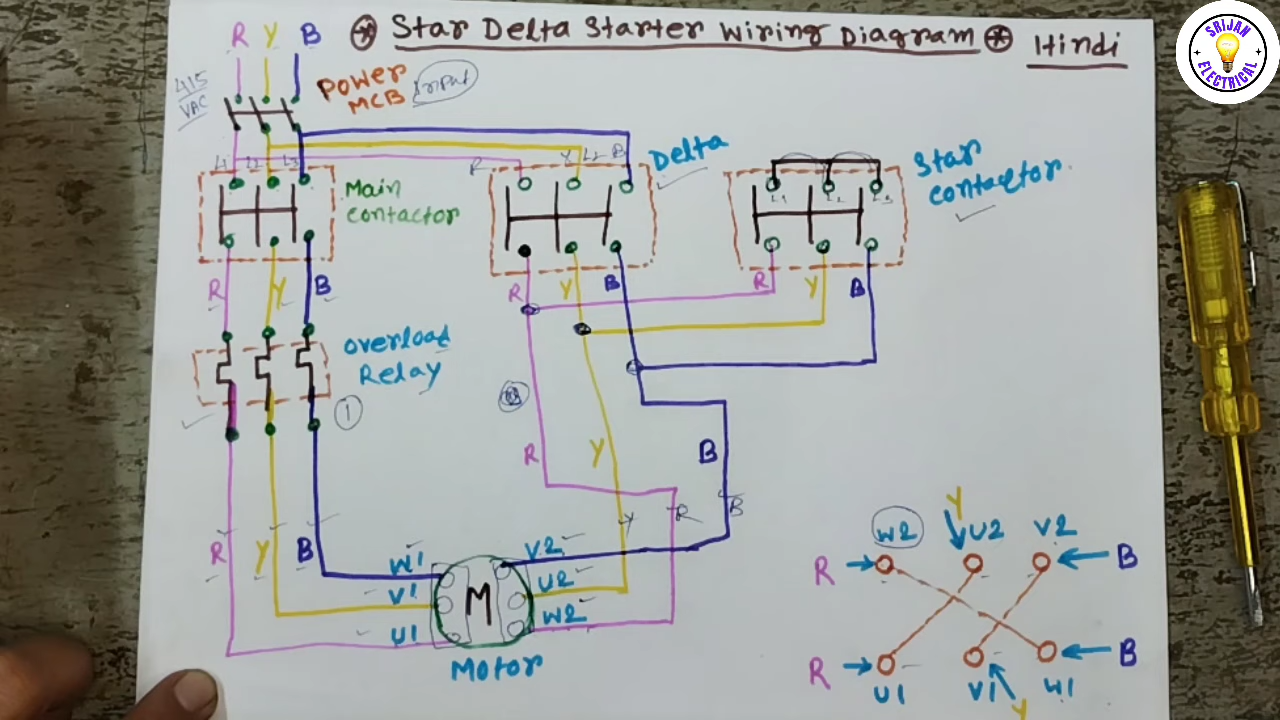 R Y B
⊛ Star Delta Starter Wiring Diagram ⊛ Hindi
SRIJAN
ELECTRICAL
415
VAC
Power
MCB Input
L1 L2 L3
R Y L2 B
Main
contactor
Delta
Star
contactor
L1 L2 L3
R Y B
R Y B
R Y B
overload
Relay
1
R Y B
R Y B
Y R B
W1
V1
U1
M
V2
U2
W2
Motor
Y
W2 U2 V2
R B
R B
U1 V1 W1
Y